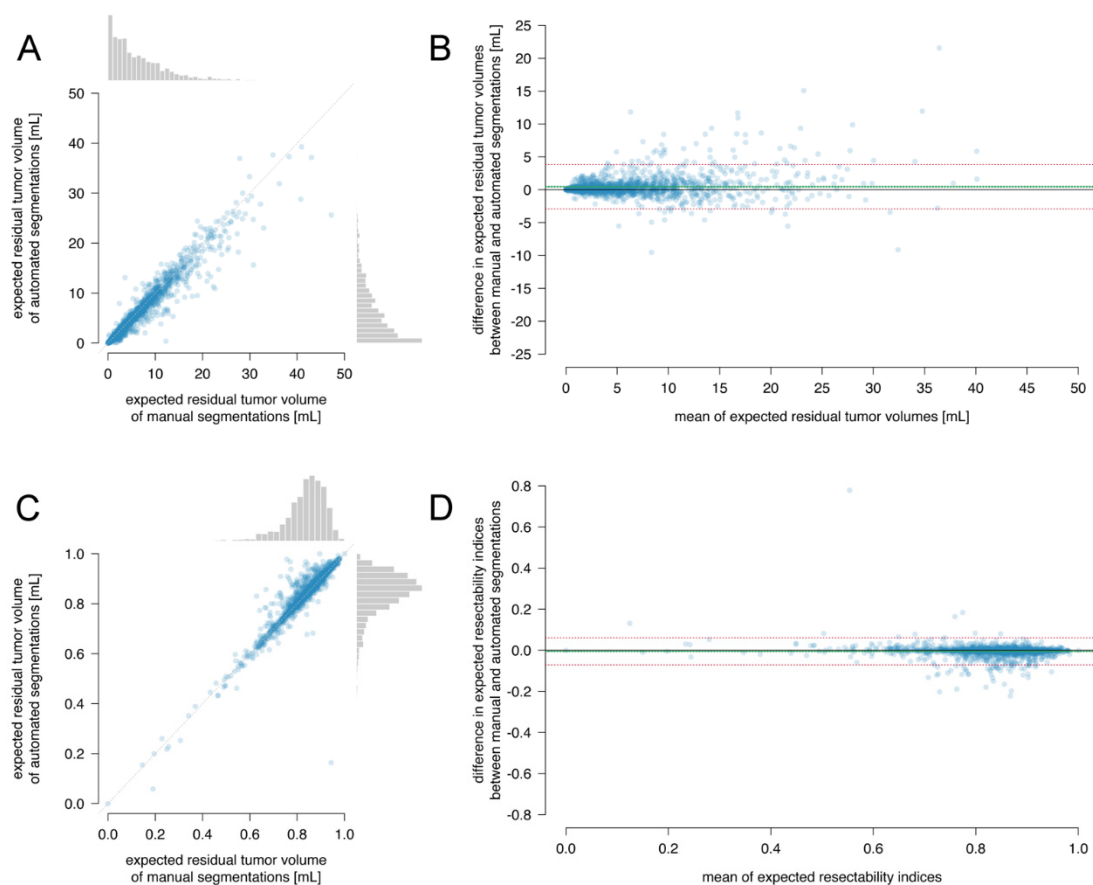 A
50
40
30
20
10
0
expected residual tumor volume
of automated segmentations [mL]
0 10 20 30 40 50
expected residual tumor volume
of manual segmentations [mL]
B
25
20
15
10
5
0
-5
-10
-15
-20
-25
difference in expected residual tumor volumes
between manual and automated segmentations [mL]
0 5 10 15 20 25 30 35 40 45 50
mean of expected residual tumor volumes [mL]
C
1.0
0.8
0.6
0.4
0.2
0.0
expected residual tumor volume
of automated segmentations [mL]
0.0 0.2 0.4 0.6 0.8 1.0
expected residual tumor volume
of manual segmentations [mL]
D
0.8
0.6
0.4
0.2
0.0
-0.2
-0.4
-0.6
-0.8
difference in expected resectability indices
between manual and automated segmentations
0.0 0.2 0.4 0.6 0.8 1.0
mean of expected resectability indices